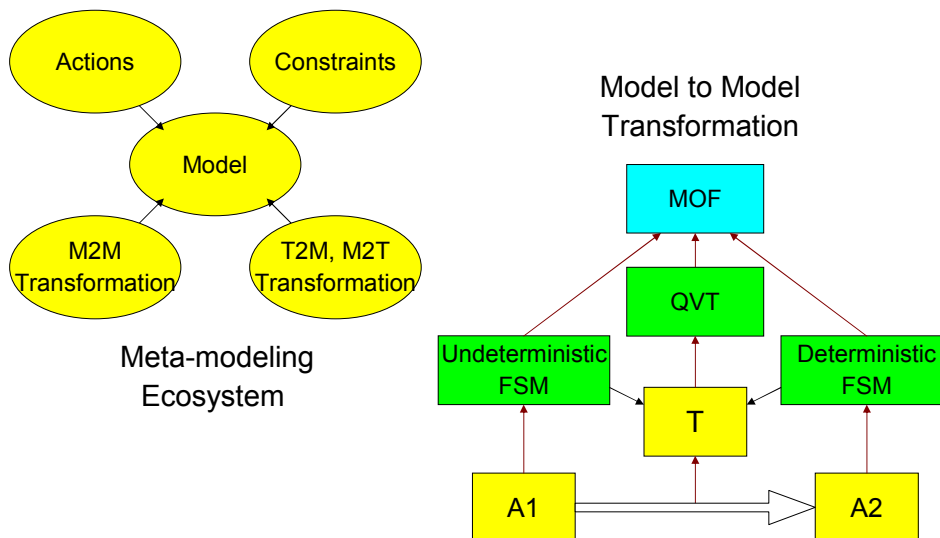 Actions
Constraints
Model
M2M
Transformation
T2M, M2T
Transformation
Meta-modeling
Ecosystem
Model to Model
Transformation
MOF
QVT
Undeterministic
FSM
Deterministic
FSM
T
A1
A2